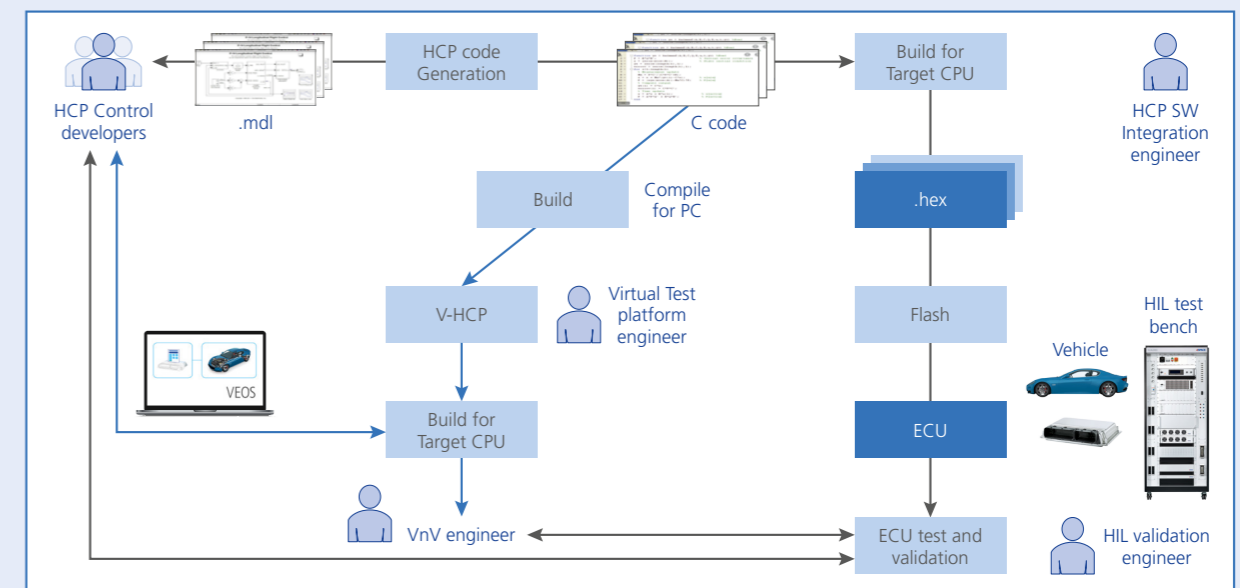 HCP code
Generation
Build for
Target CPU
HCP Control
developers
.mdl
C code
HCP SW
Integration
engineer
Build
Compile
for PC
.hex
V-HCP
Virtual Test
platform
engineer
Flash
HIL test
bench
Vehicle
VEOS
Build for
Target CPU
ECU
VnV engineer
ECU test and
validation
HIL validation
engineer